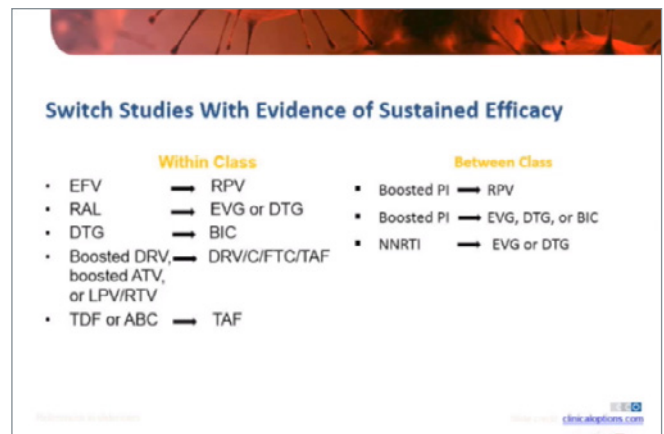 Switch Studies With Evidence of Sustained Efficacy
Within Class
EFV → RPV
RAL → EVG or DTG
DTG → BIC
Boosted DRV, → DRV/C/FTC/TAF
boosted ATV,
or LPV/RTV
TDF or ABC → TAF
Between Class
Boosted PI → RPV
Boosted PI → EVG, DTG, or BIC
NNRTI → EVG or DTG
clinicaloptions.com